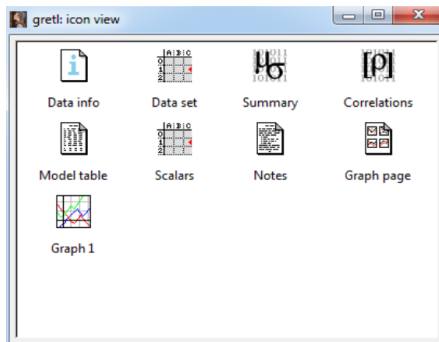 gretl: icon view
Data info Data set Summary Correlations
Model table Scalars Notes Graph page
Graph 1